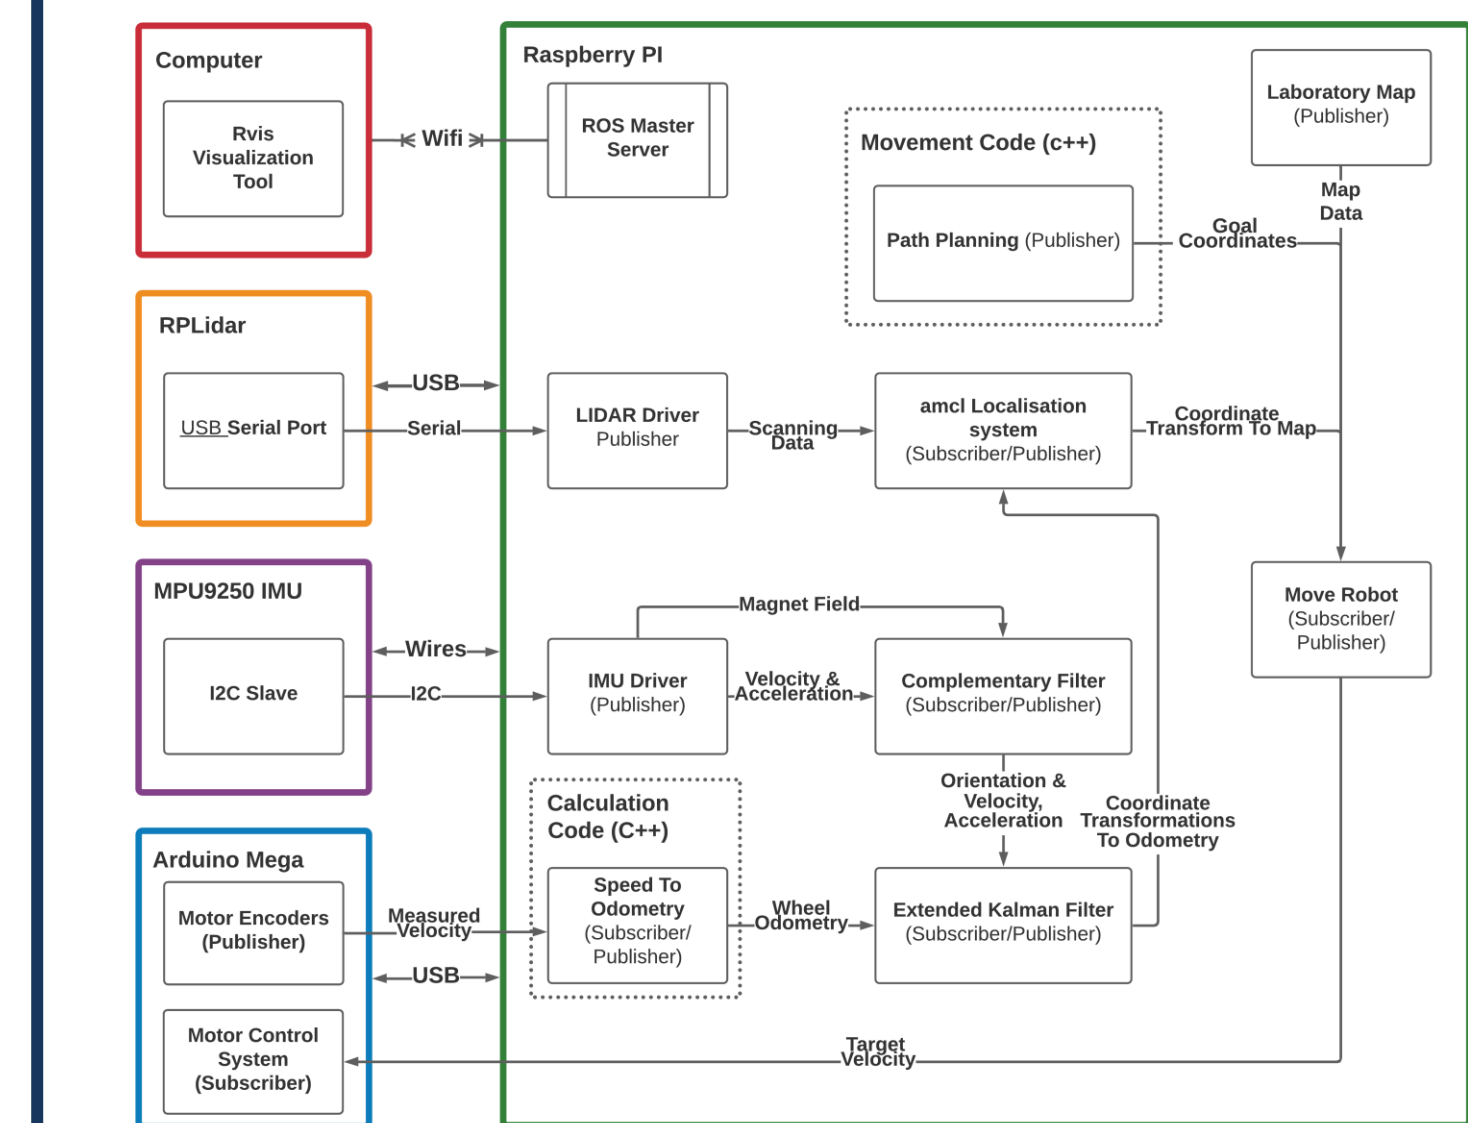 Computer
Rvis
Visualization
Tool
Wifi
Raspberry PI
ROS Master
Server
Movement Code (c++)
Path Planning (Publisher)
Goal
Coordinates
Laboratory Map
(Publisher)
Map
Data
RPLidar
USB Serial Port
USB
Serial
LIDAR Driver
Publisher
Scanning
Data
amcl Localisation
system
(Subscriber/Publisher)
Coordinate
Transform To Map
MPU9250 IMU
I2C Slave
Wires
I2C
Magnet Field
IMU Driver
(Publisher)
Velocity &
Acceleration
Complementary Filter
(Subscriber/Publisher)
Move Robot
(Subscriber/
Publisher)
Orientation &
Velocity,
Acceleration
Coordinate
Transformations
To Odometry
Calculation
Code (C++)
Speed To
Odometry
(Subscriber/
Publisher)
Wheel
Odometry
Extended Kalman Filter
(Subscriber/Publisher)
Arduino Mega
Motor Encoders
(Publisher)
Measured
Velocity
USB
Motor Control
System
(Subscriber)
Target
Velocity